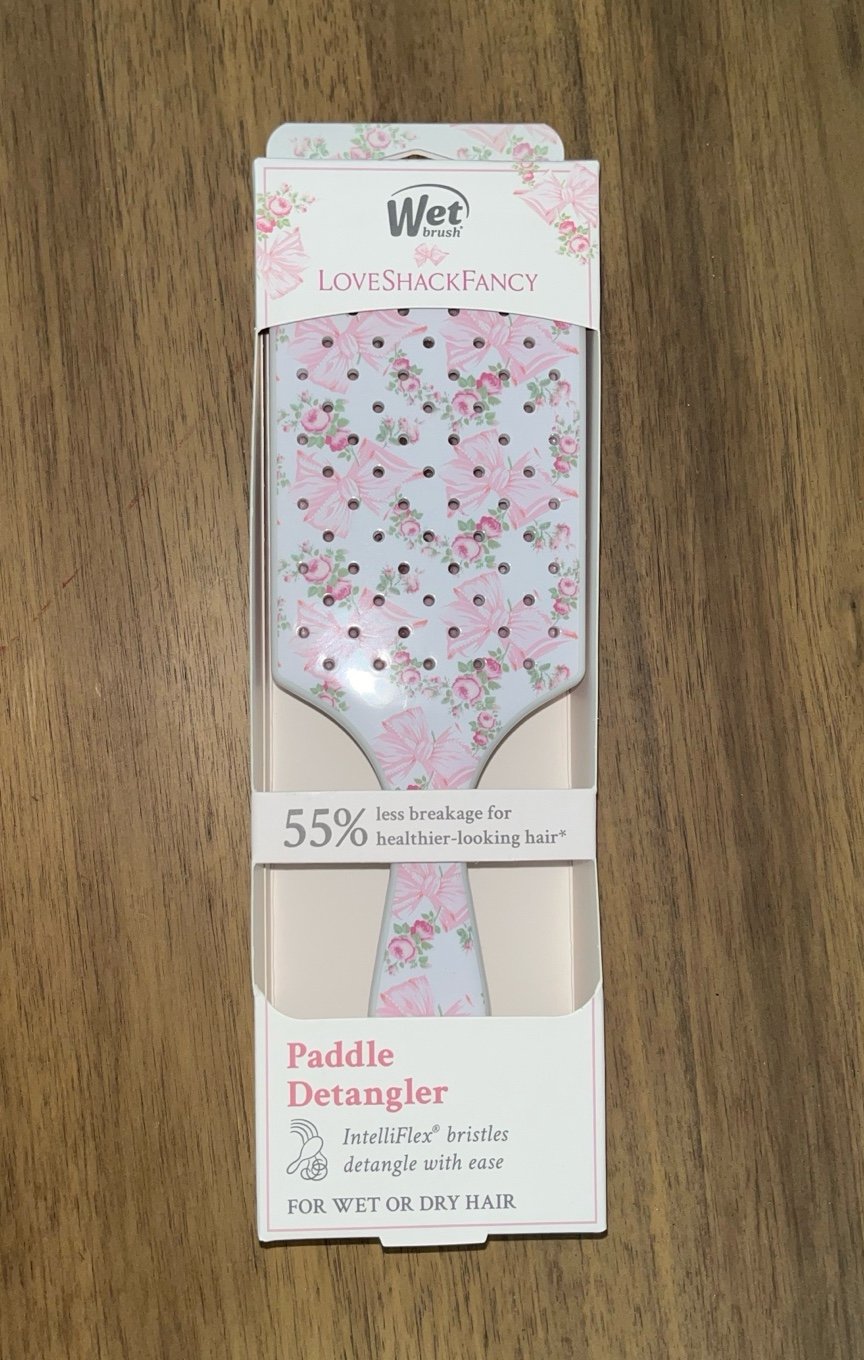 Wet
brush®
LOVESHACKFANCY
55% less breakage for
healthier-looking hair*
Paddle
Detangler
IntelliFlex® bristles
detangle with ease
FOR WET OR DRY HAIR